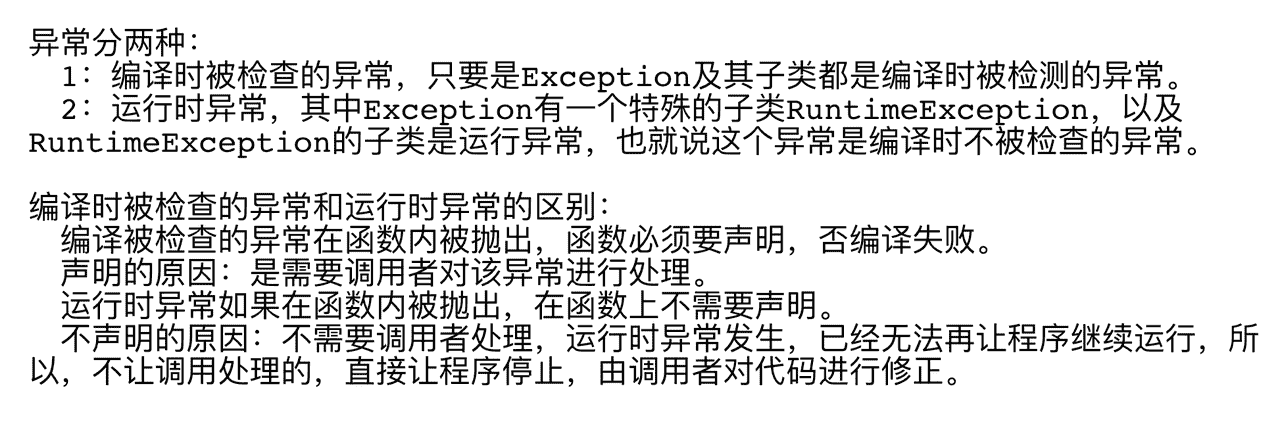 异常分两种：
1：编译时被检查的异常，只要是Exception及其子类都是编译时被检测的异常。
2：运行时异常，其中Exception有一个特殊的子类RuntimeException，以及
RuntimeException的子类是运行异常，也就说这个异常是编译时不被检查的异常。
编译时被检查的异常和运行时异常的区别：
编译被检查的异常在函数内被抛出，函数必须要声明，否编译失败。
声明的原因：是需要调用者对该异常进行处理。
运行时异常如果在函数内被抛出，在函数上不需要声明。
不声明的原因：不需要调用者处理，运行时异常发生，已经无法再让程序继续运行，所
以，不让调用处理的，直接让程序停止，由调用者对代码进行修正。